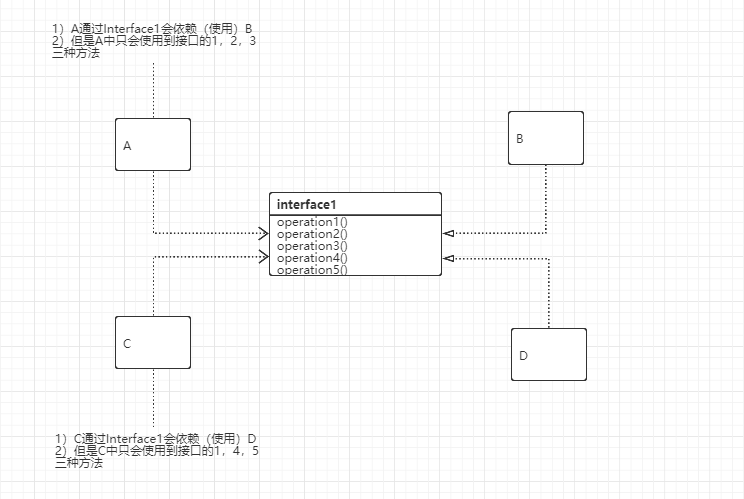 1）A通过Interface1会依赖（使用）B
2）但是A中只会使用到接口的1，2，3
三种方法
A
B
interface1
operation1()
operation2()
operation3()
operation4()
operation5()
C
D
1）C通过Interface1会依赖（使用）D
2）但是C中只会使用到接口的1，4，5
三种方法